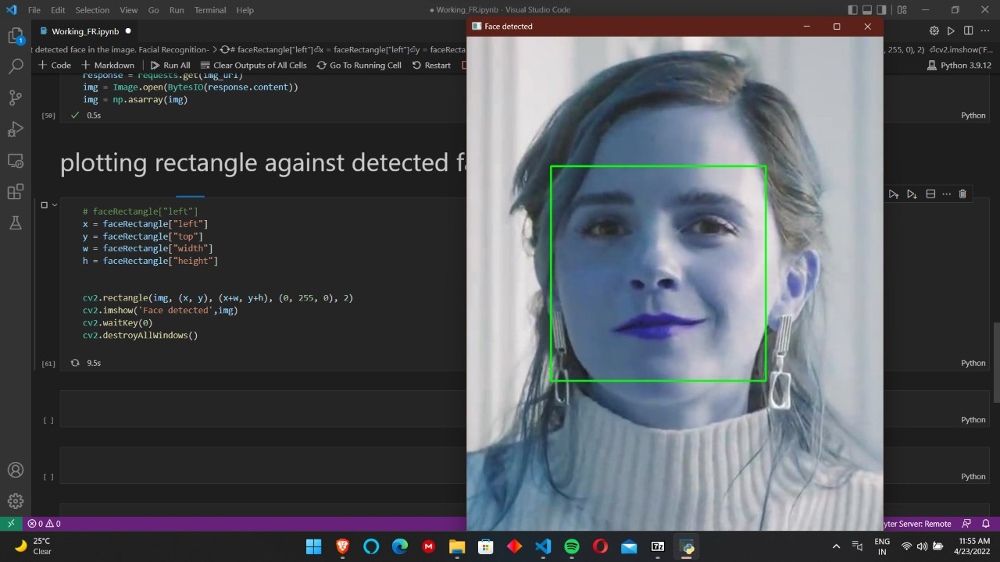 File Edit Selection View Go Run Terminal Help
● Working_FR.ipynb - Visual Studio Code
Working_FR.ipynb ●
t detected face in the image. Facial Recognition- > # faceRectangle["left"]⏎x = faceRectangle["left"]⏎y = faceRecta
, 255, 0), 2) ⏎cv2.imshow('F...
+ Code + Markdown Run All Clear Outputs of All Cells Go To Running Cell Restart
Python 3.9.12
response = requests.get(img_url)
img = Image.open(BytesIO(response.content))
img = np.asarray(img)
[50] ✓ 0.5s Python
plotting rectangle against detected fa
# faceRectangle["left"]
x = faceRectangle["left"]
y = faceRectangle["top"]
w = faceRectangle["width"]
h = faceRectangle["height"]
cv2.rectangle(img, (x, y), (x+w, y+h), (0, 255, 0), 2)
cv2.imshow('Face detected',img)
cv2.waitKey(0)
cv2.destroyAllWindows()
[61] 9.5s Python
[ ] Python
[ ] Python
Face detected
1
0 0
yter Server: Remote
25°C
Clear
7z
ENG
IN
11:55 AM
4/23/2022